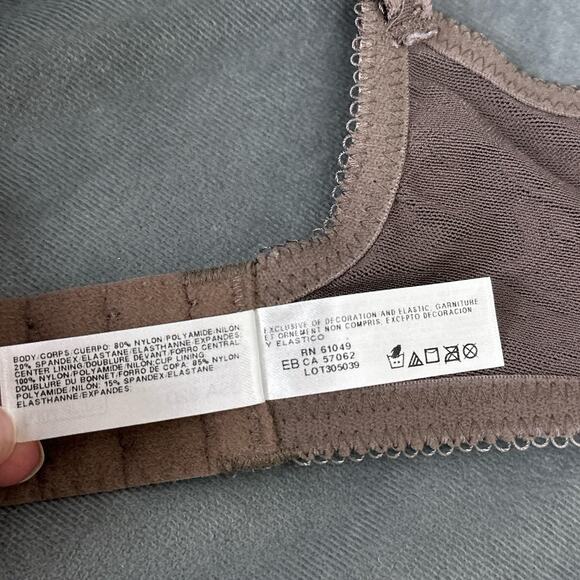 BODY:CORPS:CUERPO: 80% NYLON/POLYAMIDE/NILON:
20% SPANDEX/ELASTANE/ELASTHANNE/EXPANDES:
CENTER LINING/DOUBLURE DEVANT/FORRO CENTRAL
100% NYLON/POLYAMIDE/NILON:CUP LINING
DOUBLURE DU BONNET/FORRO DE COPA: 85% NYLON
POLYAMIDE/NILON: 15% SPANDEX/ELASTANE
ELASTHANNE/EXPANDES:
EXCLUSIVE OF DECORATION AND ELASTIC, GARNITURE
ET ORNEMENT NON COMPRIS, EXCEPTO DECORACION
Y ELASTICO
RN 61049
EB CA 57062
LOT305039